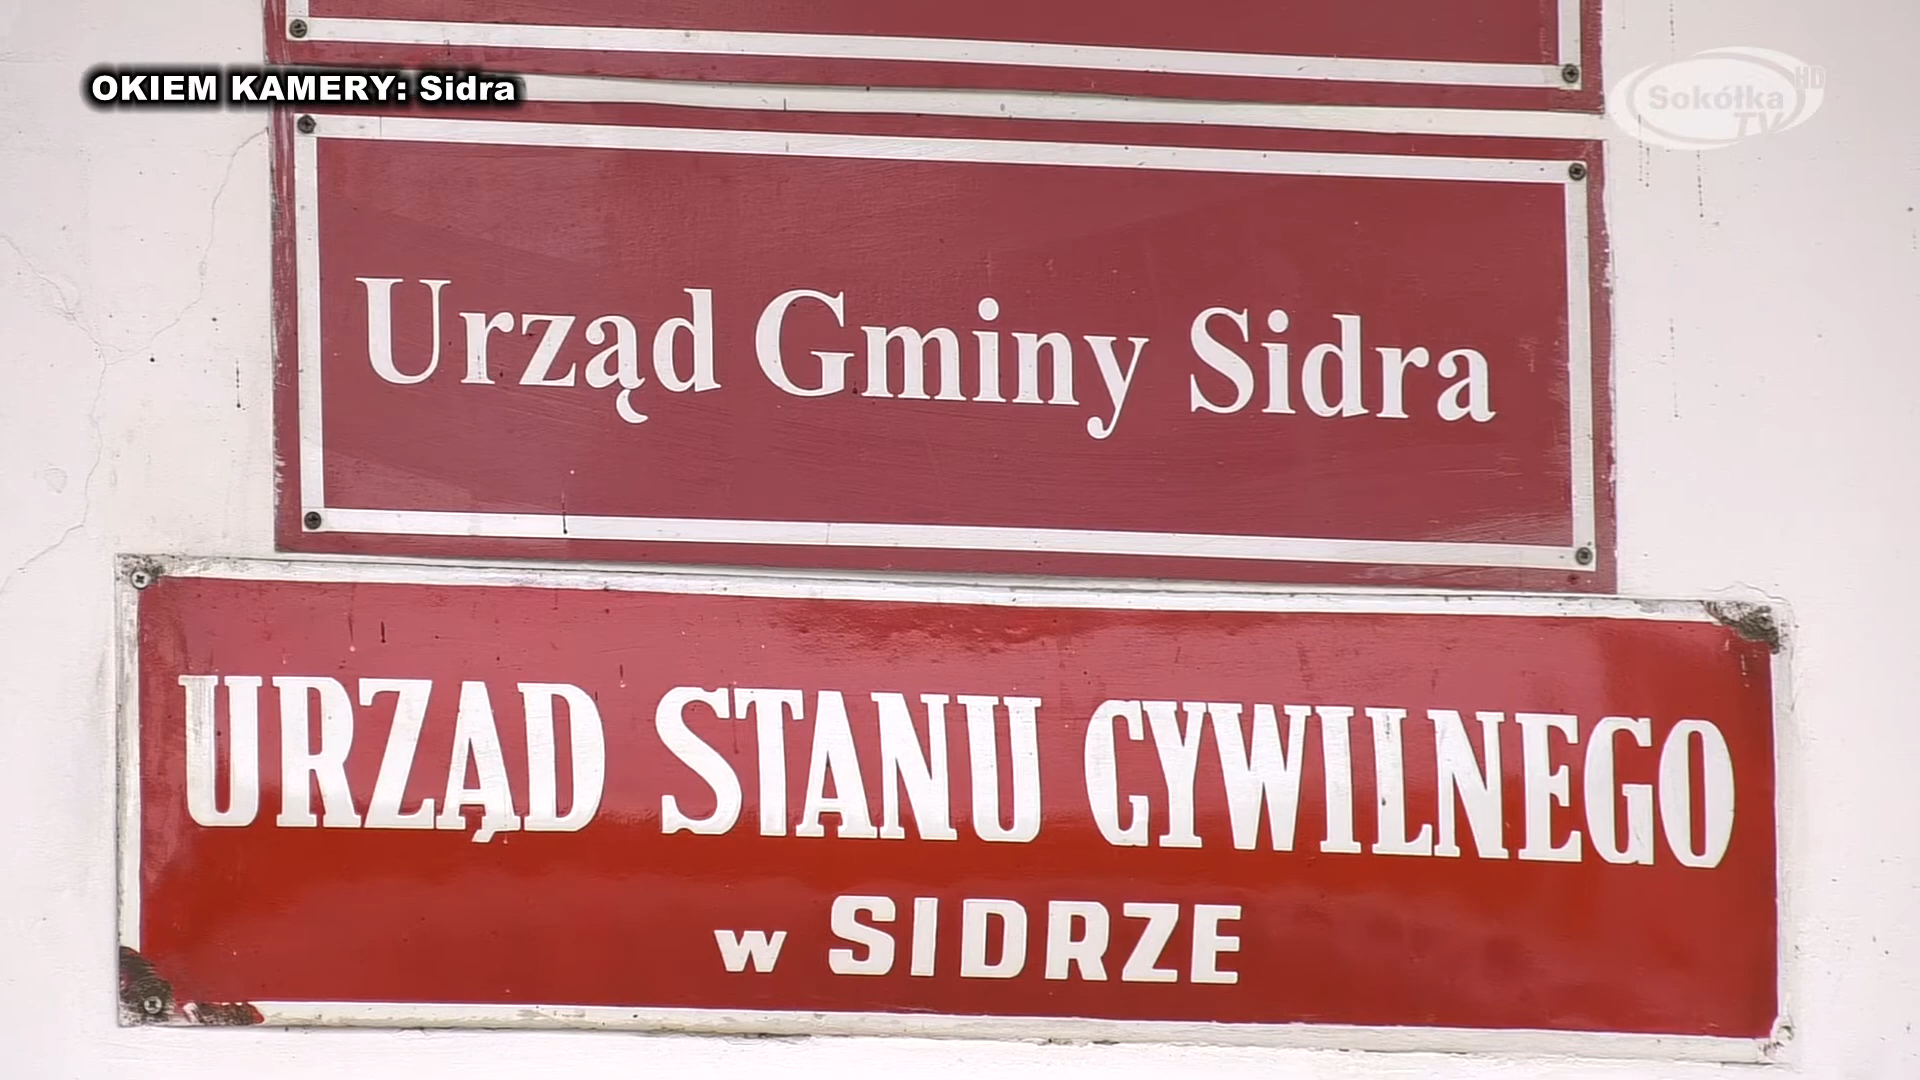 OKIEM KAMERY: Sidra
Sokółka HD
TV
Urząd Gminy Sidra
URZĄD STANU CYWILNEGO
w SIDRZE